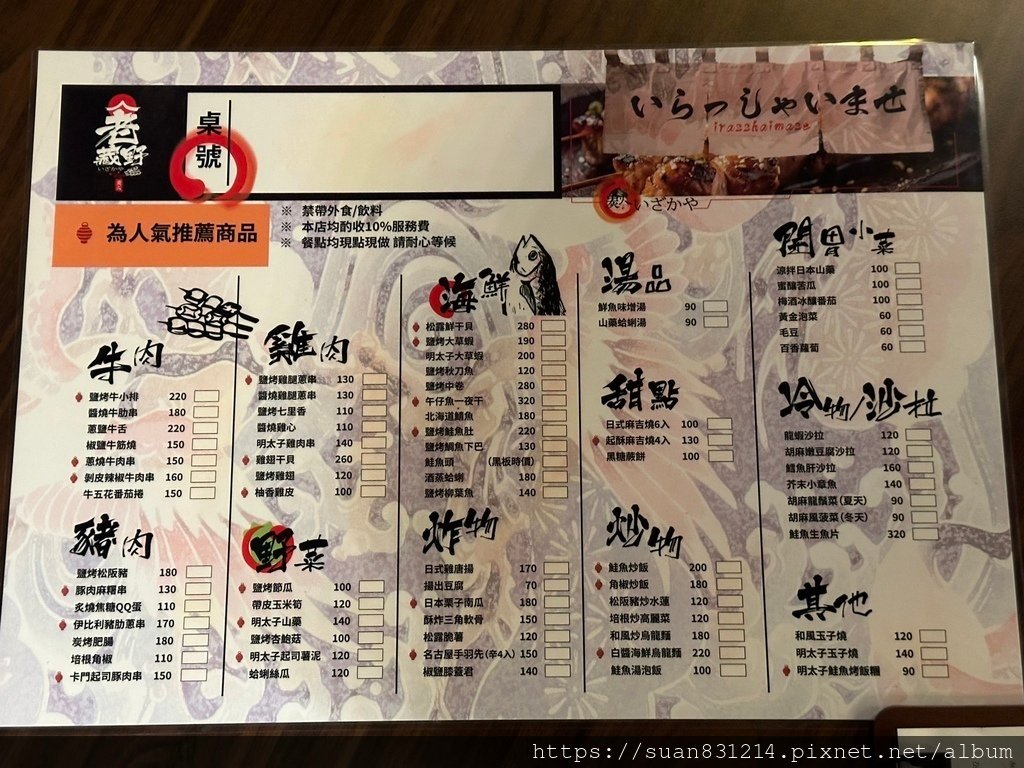 老藏野
いざかや
桌號
いらっしゃいませ
irasshaimase
いざかや
為人氣推薦商品
※ 禁帶外食/飲料
※ 本店均酌收10%服務費
※ 餐點均現點現做 請耐心等候
牛肉
鹽烤牛小排 220
醬燒牛肋串 180
蔥鹽牛舌 220
椒鹽牛筋燒 150
蔥燒牛肉串 150
剝皮辣椒牛肉串 160
牛五花番茄捲 150
豬肉
鹽烤松阪豬 180
豚肉麻糬串 130
炙燒焦糖QQ蛋 110
伊比利豬肋蔥串 170
炭烤肥腸 180
培根角椒 110
卡門起司豚肉串 150
雞肉
鹽燒雞腿蔥串 130
醬燒雞腿蔥串 130
鹽烤七里香 110
醬燒雞心 110
明太子雞肉串 140
雞翅干貝 260
鹽烤雞翅 120
柚香雞皮 100
野菜
鹽烤節瓜 100
帶皮玉米筍 120
明太子山藥 140
鹽烤杏鮑菇 100
明太子起司薯泥 120
蛤蜊絲瓜 120
海鮮
松露鮮干貝 280
鹽烤大草蝦 190
明太子大草蝦 200
鹽烤秋刀魚 120
鹽烤中卷 280
午仔魚一夜干 320
北海道鯖魚 180
鹽烤鮭魚肚 220
鹽烤鯛魚下巴 130
鮭魚頭 (黑板時價)
酒蒸蛤蜊 180
鹽烤柳葉魚 140
炸物
日式雞唐揚 170
揚出豆腐 70
日本栗子南瓜 180
酥炸三角軟骨 150
松露脆薯 120
名古屋手羽先(辛4入) 150
椒鹽膝蓋君 140
湯品
鮮魚味增湯 90
山藥蛤蜊湯 90
甜點
日式麻吉燒6入 100
起酥麻吉燒4入 130
黑糖蕨餅 100
炒物
鮭魚炒飯 200
角椒炒飯 180
松阪豬炒水蓮 120
培根炒高麗菜 120
和風炒烏龍麵 180
白醬海鮮烏龍麵 220
鮭魚湯泡飯 100
開胃小菜
涼拌日本山藥 100
蜜釀苦瓜 100
梅酒冰釀番茄 100
黃金泡菜 60
毛豆 60
百香蘿蔔 60
冷物/沙拉
龍蝦沙拉 120
胡麻嫩豆腐沙拉 120
鱈魚肝沙拉 160
芥末小章魚 140
胡麻龍鬚菜(夏天) 90
胡麻風菠菜(冬天) 90
鮭魚生魚片 320
其他
和風玉子燒 120
明太子玉子燒 140
明太子鮭魚烤飯糰 90
https://suan831214.pixnet.net/album